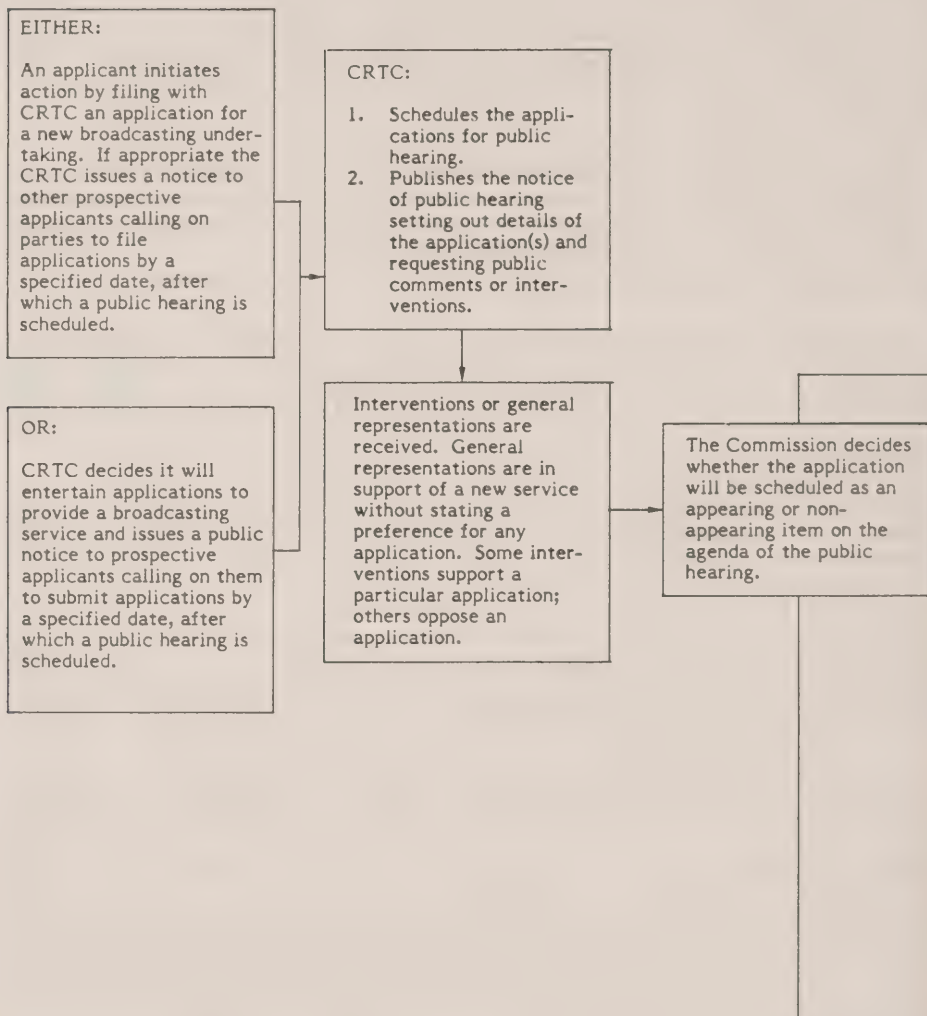 EITHER:
An applicant initiates
action by filing with
CRTC an application for
a new broadcasting under-
taking. If appropriate the
CRTC issues a notice to
other prospective
applicants calling on
parties to file
applications by a
specified date, after
which a public hearing is
scheduled.
OR:
CRTC decides it will
entertain applications to
provide a broadcasting
service and issues a public
notice to prospective
applicants calling on them
to submit applications by
a specified date, after
which a public hearing is
scheduled.
CRTC:
1. Schedules the appli-
cations for public
hearing.
2. Publishes the notice
of public hearing
setting out details of
the application(s) and
requesting public
comments or inter-
ventions.
Interventions or general
representations are
received. General
representations are in
support of a new service
without stating a
preference for any
application. Some inter-
ventions support a
particular application;
others oppose an
application.
The Commission decides
whether the application
will be scheduled as an
appearing or non-
appearing item on the
agenda of the public
hearing.